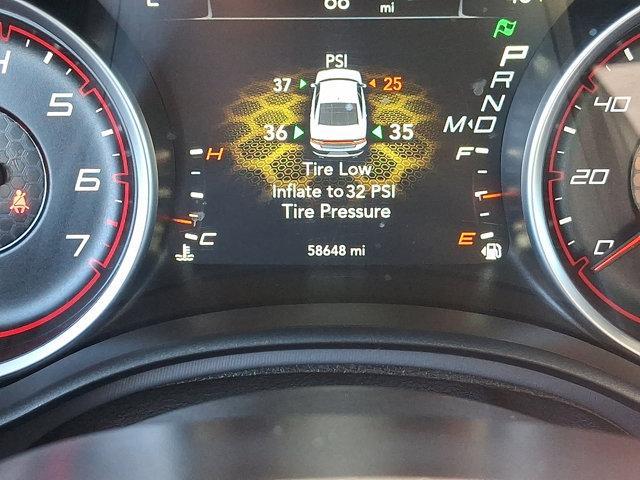 mi
PSI
37 25
36 35
Tire Low
Inflate to 32 PSI
Tire Pressure
58648 mi
H
C
P
R
N
M D
F
E
5
6
7
40
20
0